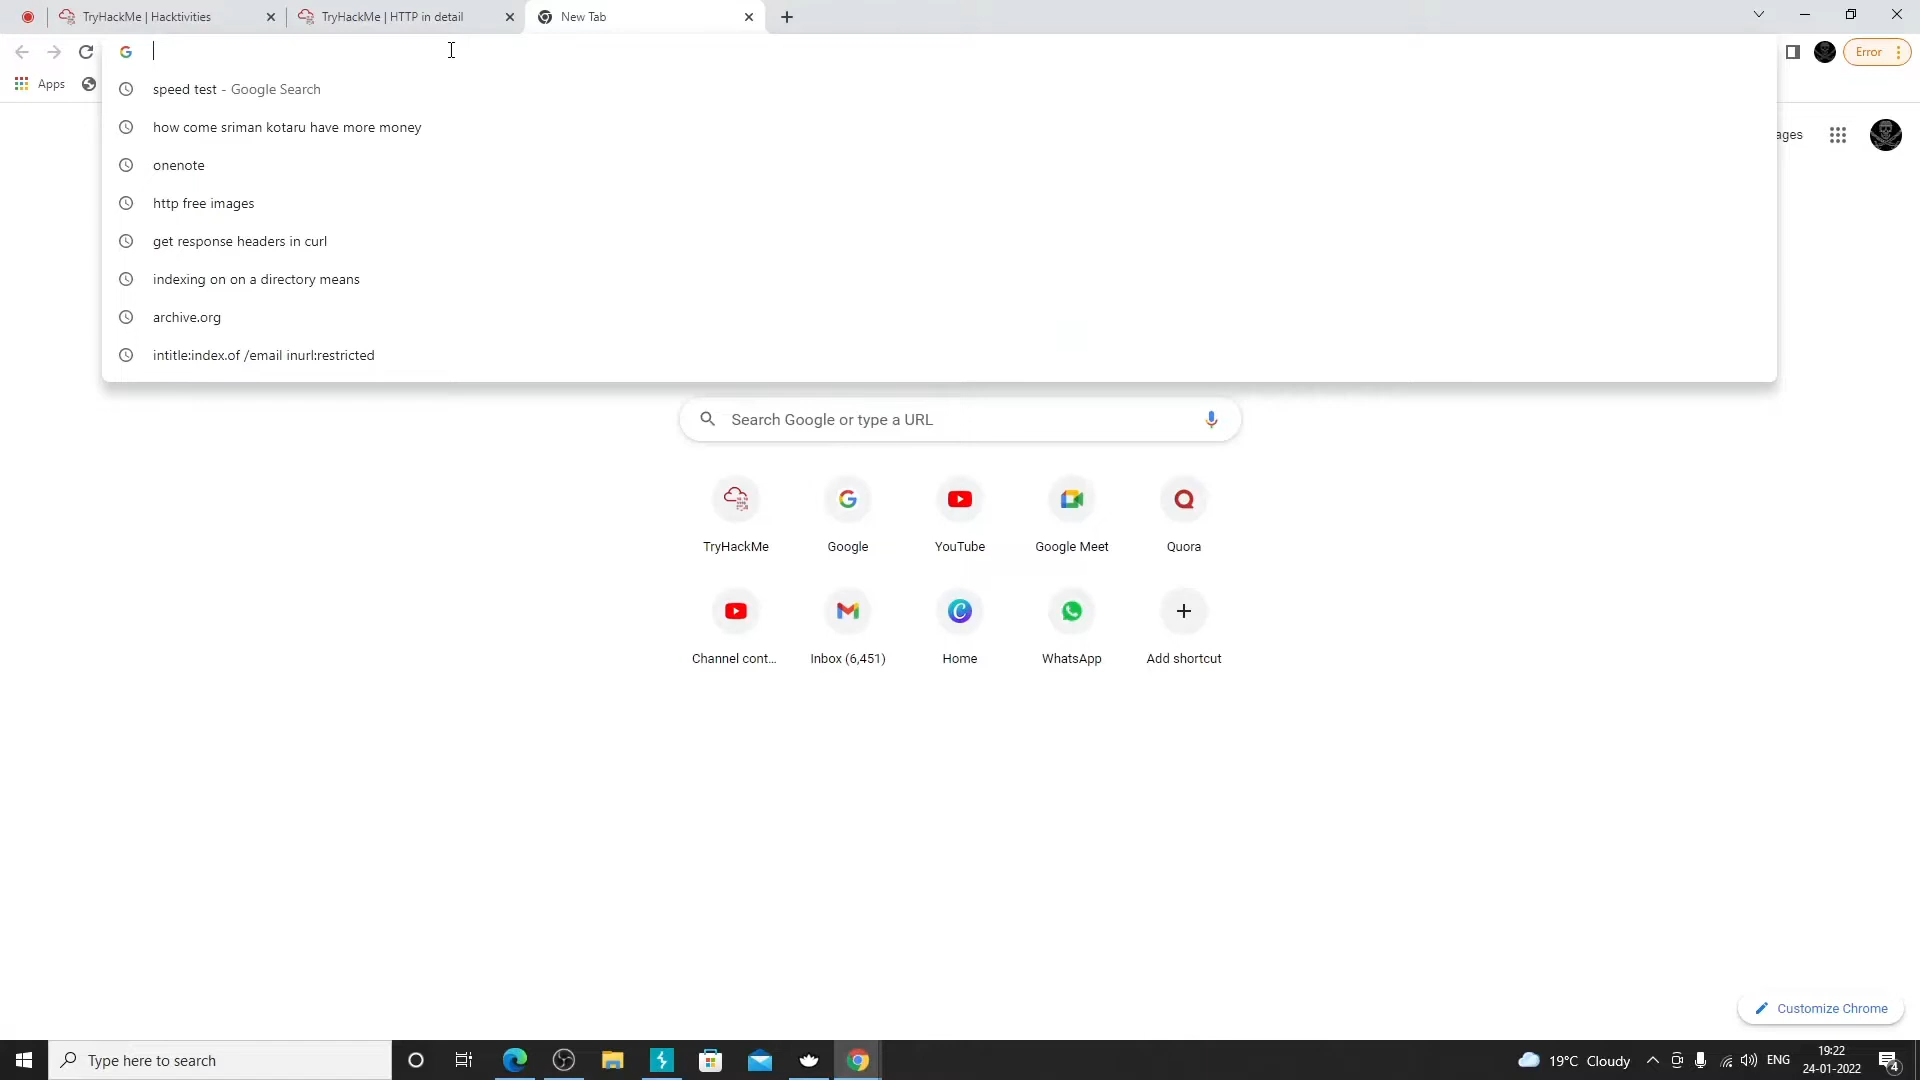 TryHackMe | Hacktivities
TryHackMe | HTTP in detail
New Tab
Error
Apps
speed test - Google Search
how come sriman kotaru have more money
onenote
http free images
get response headers in curl
indexing on on a directory means
archive.org
intitle:index.of /email inurl:restricted
ages
Search Google or type a URL
TryHackMe
Google
YouTube
Google Meet
Quora
Channel cont...
Inbox (6,451)
Home
WhatsApp
Add shortcut
Customize Chrome
Type here to search
19°C Cloudy
ENG
19:22
24-01-2022
4